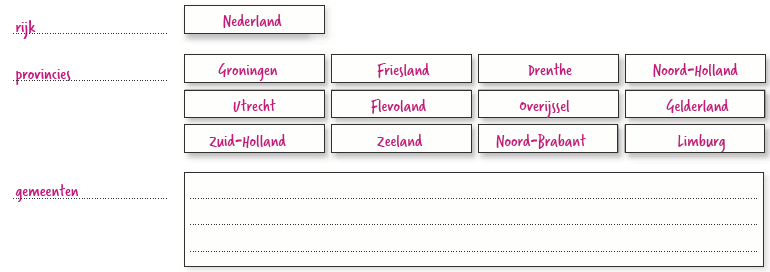 rijk Nederland
provincies Groningen Friesland Drenthe Noord-Holland
Utrecht Flevoland Overijssel Gelderland
Zuid-Holland Zeeland Noord-Brabant Limburg
gemeenten